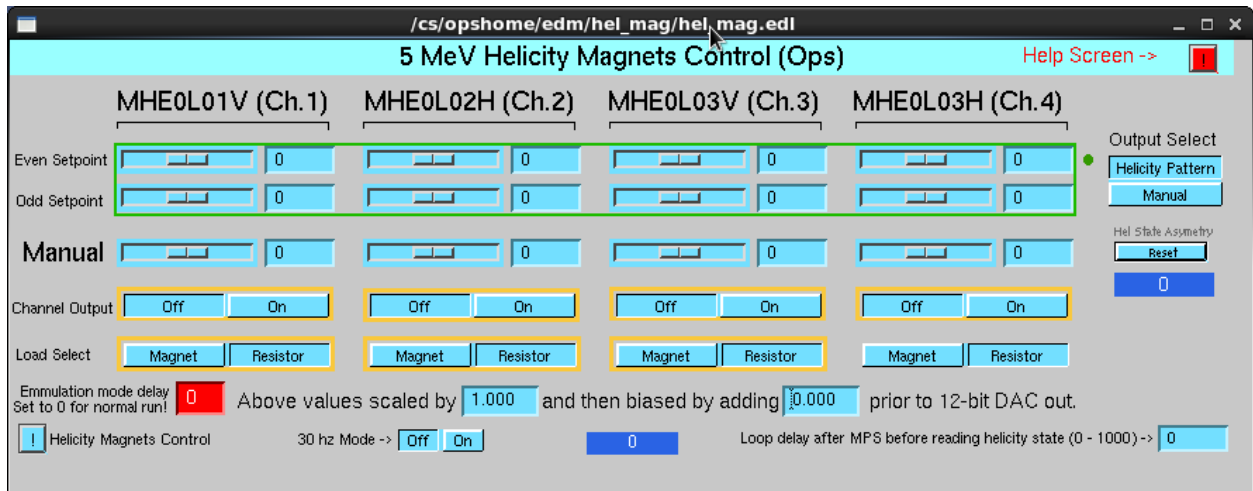 /cs/opshome/edm/hel_mag/hel_mag.edl
5 MeV Helicity Magnets Control (Ops)
Help Screen ->
!
MHE0L01V (Ch.1)
MHE0L02H (Ch.2)
MHE0L03V (Ch.3)
MHE0L03H (Ch.4)
Output Select
Even Setpoint 0 0 0 0
Helicity Pattern
Odd Setpoint 0 0 0 0
Manual
Manual 0 0 0 0
Hel State Asymetry
Reset
0
Channel Output Off On Off On Off On Off On
Load Select Magnet Resistor Magnet Resistor Magnet Resistor Magnet Resistor
Emmulation mode delay
Set to 0 for normal run! 0
Above values scaled by 1.000 and then biased by adding 0.000 prior to 12-bit DAC out.
! Helicity Magnets Control
30 hz Mode -> Off On
0
Loop delay after MPS before reading helicity state (0 - 1000) -> 0